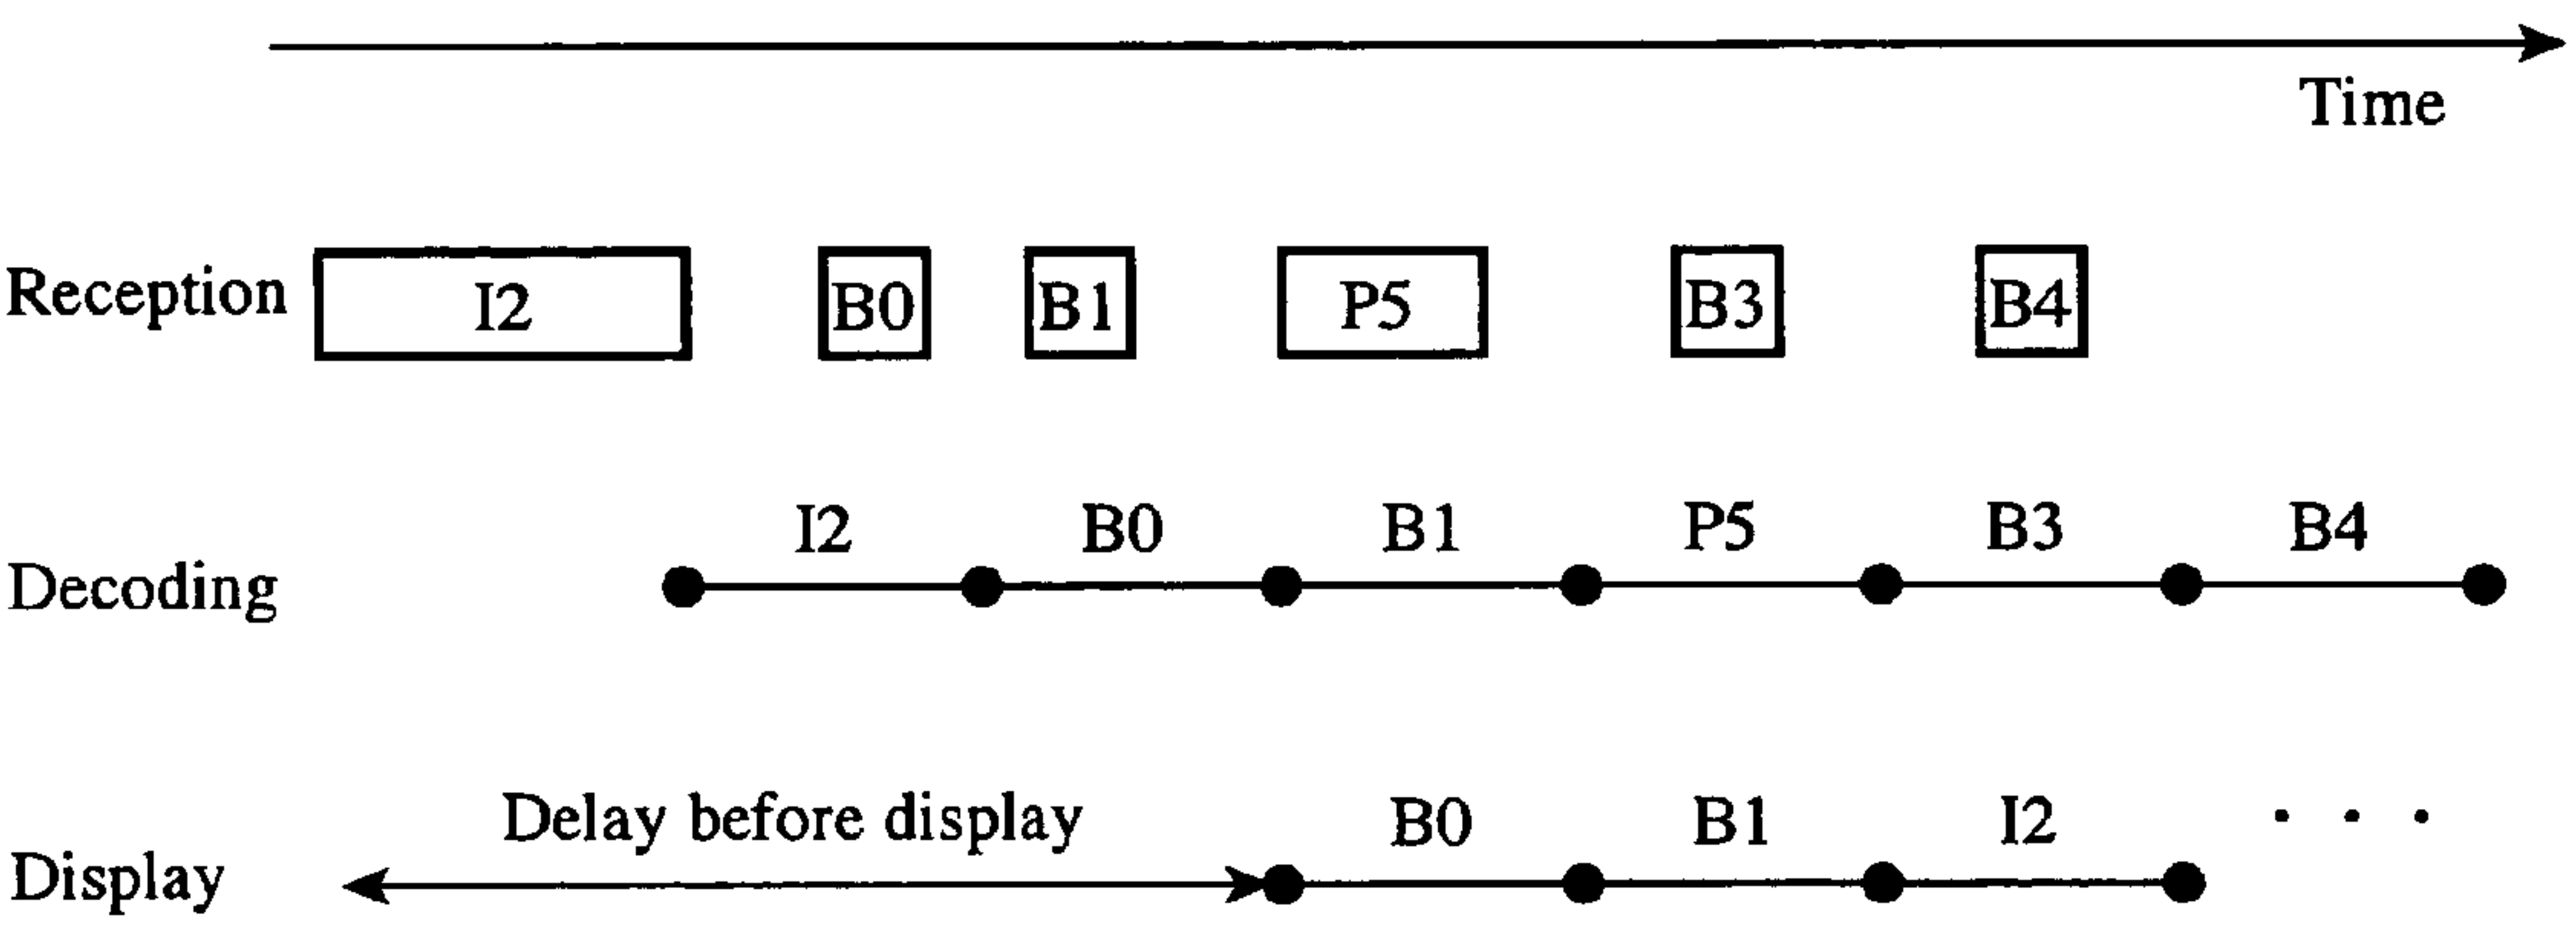 Time
Reception I2 B0 B1 P5 B3 B4
I2 B0 B1 P5 B3 B4
Decoding
Delay before display B0 B1 I2 . . .
Display